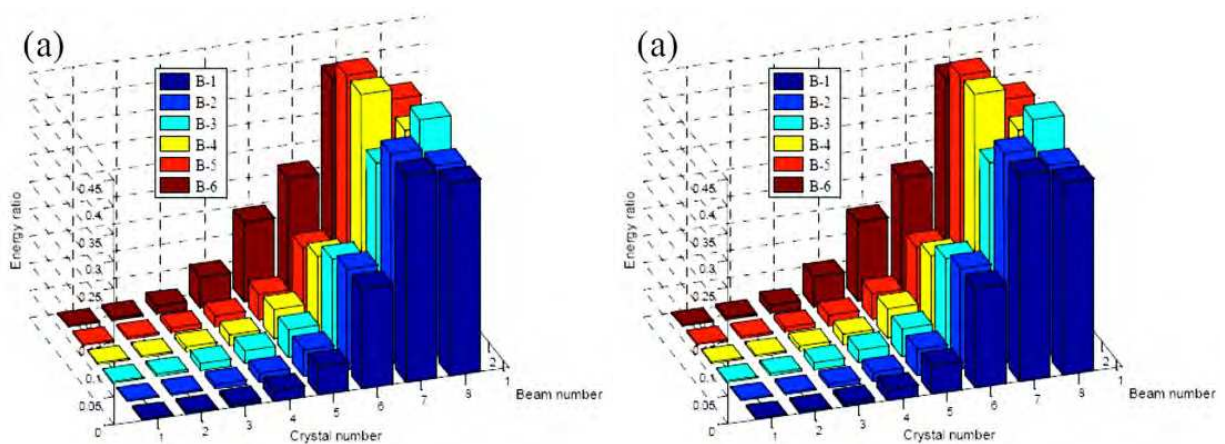 (a)
B-1
B-2
B-3
B-4
B-5
B-6
Energy ratio
0.45
0.4
0.35
0.3
0.25
0.1
0.05
0
1
2
3
4
5
6
7
8
Crystal number
2
1
Beam number
(a)
B-1
B-2
B-3
B-4
B-5
B-6
Energy ratio
0.45
0.4
0.35
0.3
0.25
0.1
0.05
0
1
2
3
4
5
6
7
8
Crystal number
2
1
Beam number